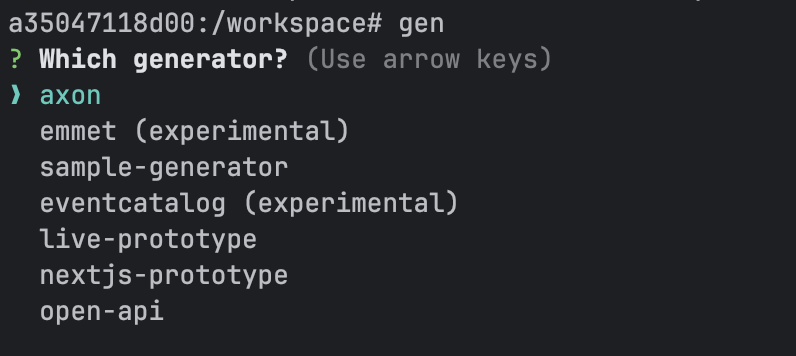 a35047118d00:/workspace# gen
? Which generator? (Use arrow keys)
❯ axon
emmet (experimental)
sample-generator
eventcatalog (experimental)
live-prototype
nextjs-prototype
open-api